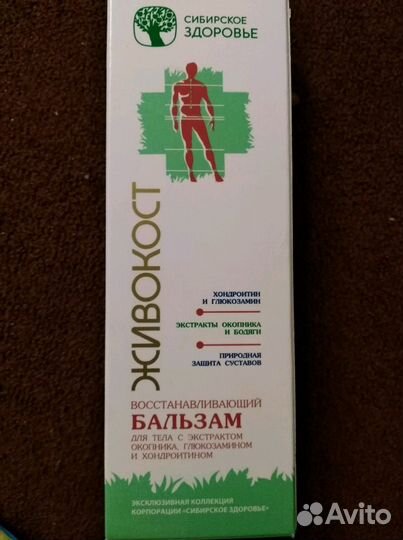 СИБИРСКОЕ
ЗДОРОВЬЕ
ЖИВОКОСТ
ХОНДРОИТИН
И ГЛЮКОЗАМИН
ЭКСТРАКТЫ ОКОПНИКА
И БОДЯГИ
ПРИРОДНАЯ
ЗАЩИТА СУСТАВОВ
ВОССТАНАВЛИВАЮЩИЙ
БАЛЬЗАМ
ДЛЯ ТЕЛА С ЭКСТРАКТОМ
ОКОПНИКА, ГЛЮКОЗАМИНОМ
И ХОНДРОИТИНОМ
ЭКСКЛЮЗИВНАЯ КОЛЛЕКЦИЯ
КОРПОРАЦИИ «СИБИРСКОЕ ЗДОРОВЬЕ»
Avito